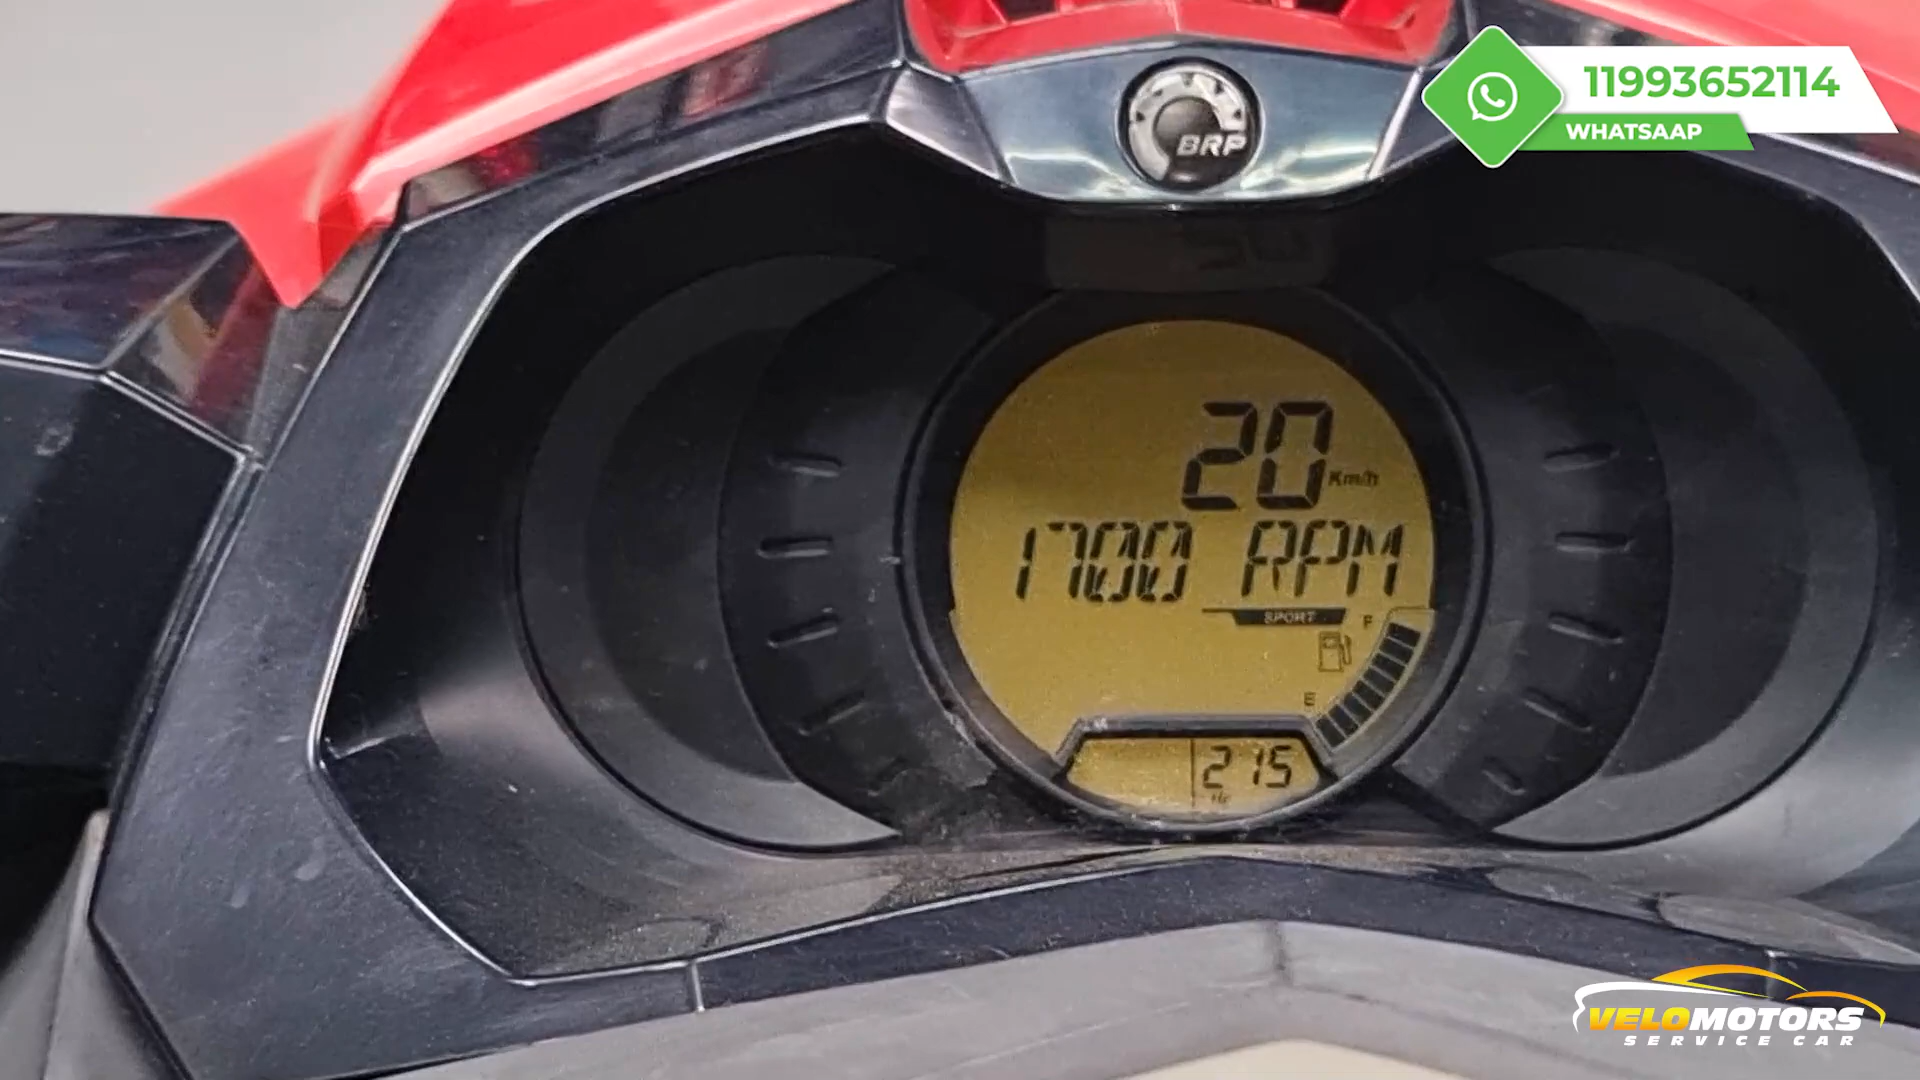 11993652114
WHATSAAP
BRP
20 Km/h
1700 RPM
SPORT
F
E
215
Hr
VELOMOTORS
SERVICE CAR